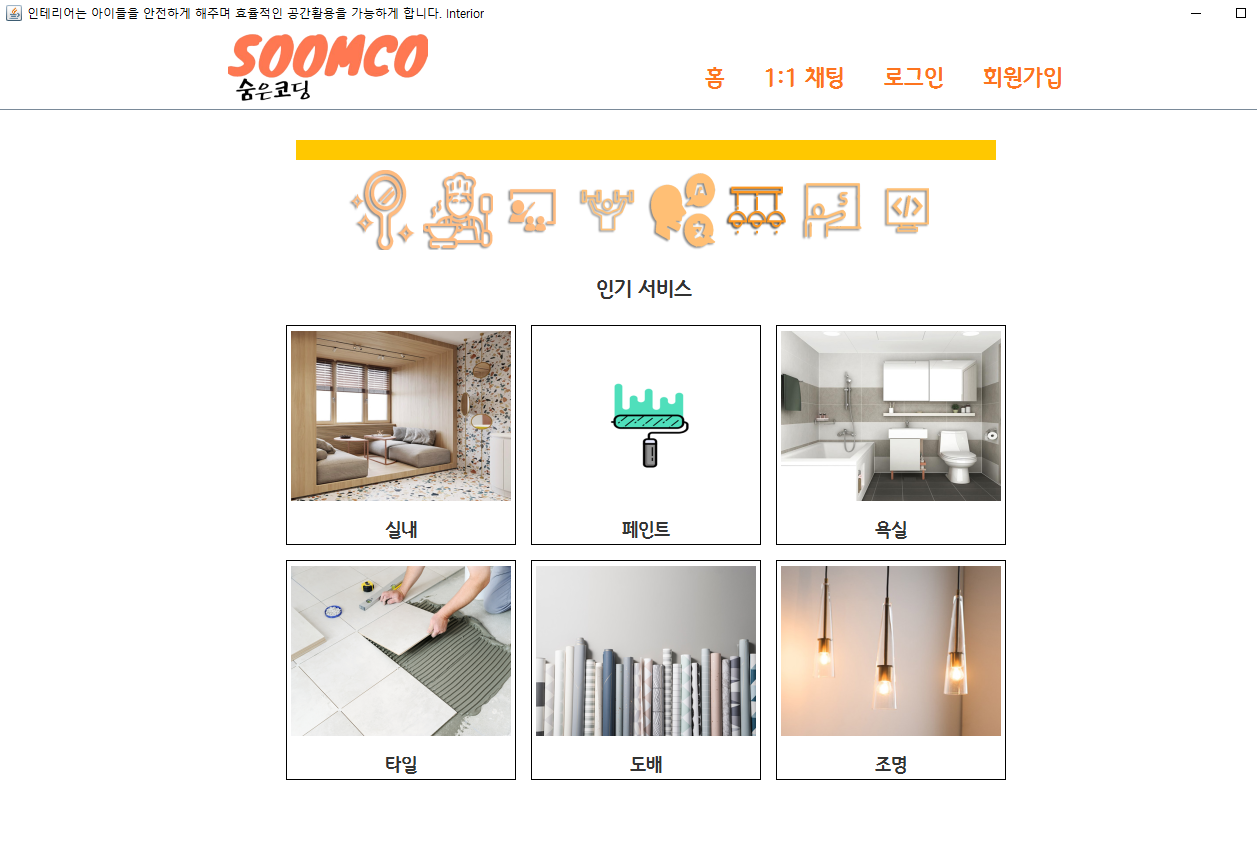 인테리어는 아이들을 안전하게 해주며 효율적인 공간활용을 가능하게 합니다. Interior
SOOMCO
숨은코딩
홈 1:1 채팅 로그인 회원가입
인기 서비스
실내 페인트 욕실
타일 도배 조명